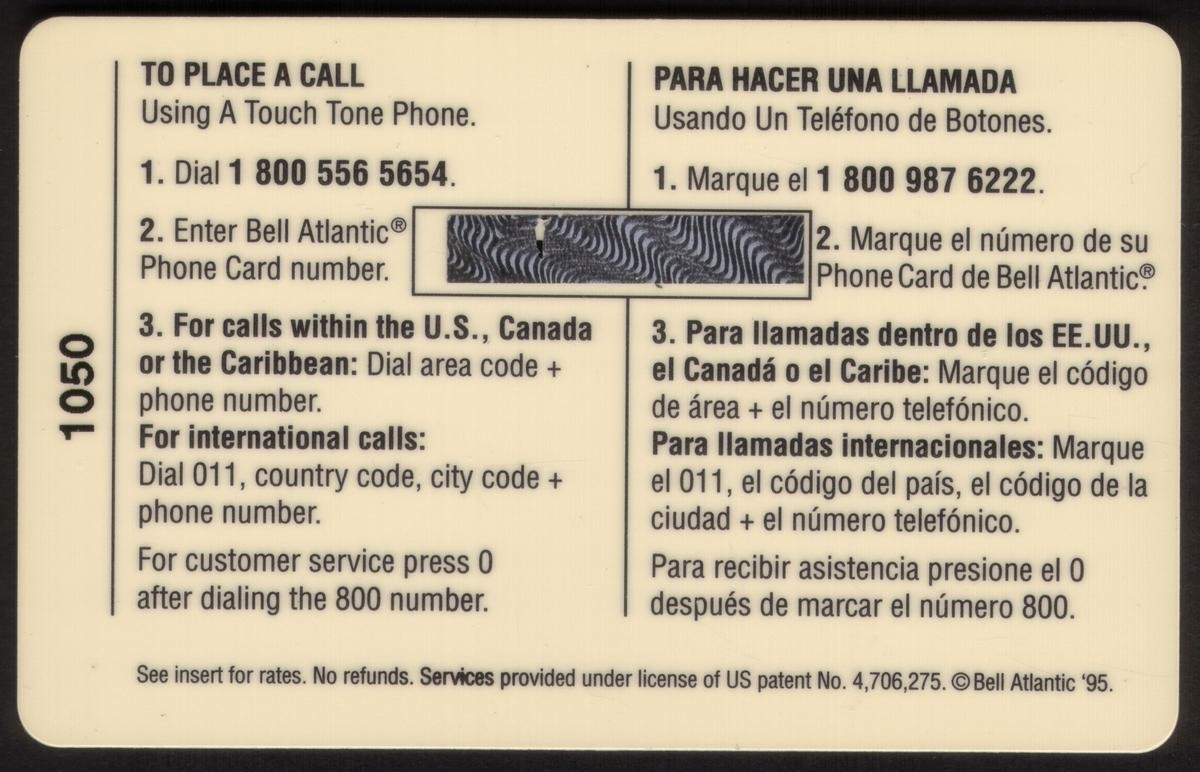 TO PLACE A CALL
Using A Touch Tone Phone.
1. Dial 1 800 556 5654.
2. Enter Bell Atlantic®
Phone Card number.
3. For calls within the U.S., Canada
or the Caribbean: Dial area code +
phone number.
For international calls:
Dial 011, country code, city code +
phone number.
For customer service press 0
after dialing the 800 number.
PARA HACER UNA LLAMADA
Usando Un Teléfono de Botones.
1. Marque el 1 800 987 6222.
2. Marque el número de su
Phone Card de Bell Atlantic®.
3. Para llamadas dentro de los EE.UU.,
el Canadá o el Caribe: Marque el código
de área + el número telefónico.
Para llamadas internacionales: Marque
el 011, el código del país, el código de la
ciudad + el número telefónico.
Para recibir asistencia presione el 0
después de marcar el número 800.
1050
See insert for rates. No refunds. Services provided under license of US patent No. 4,706,275. © Bell Atlantic '95.